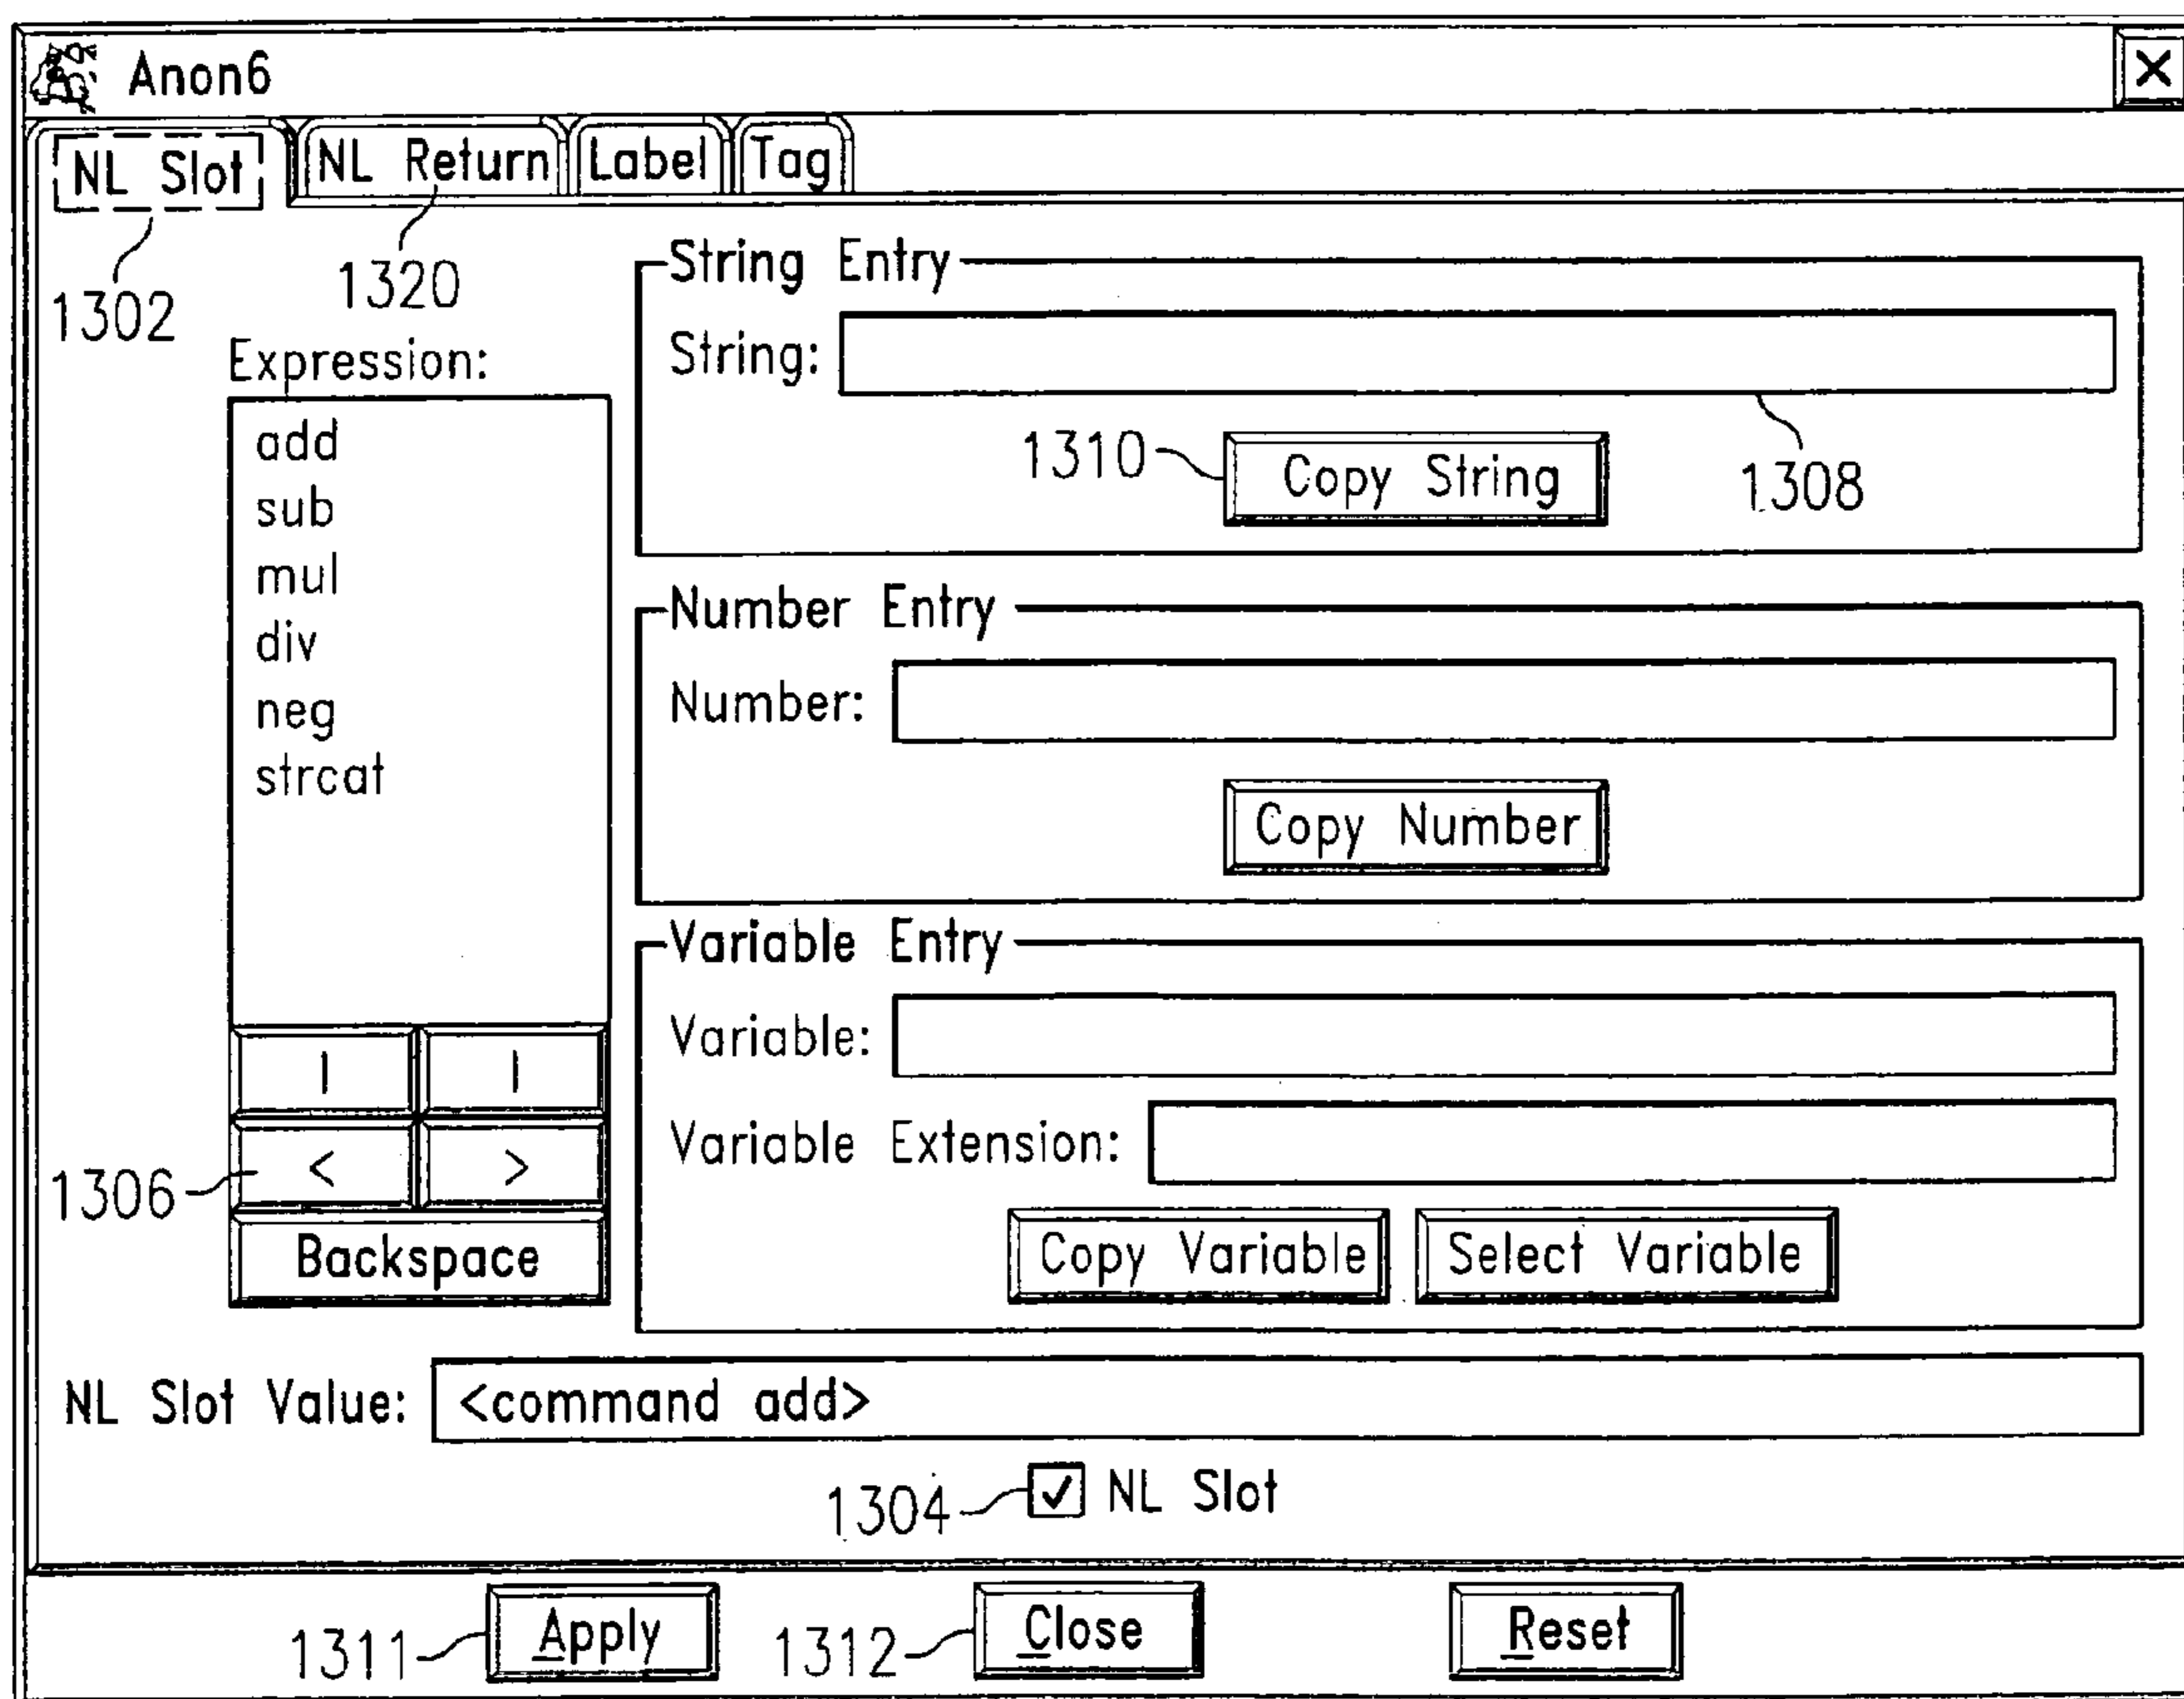 Anon6 X
NL Slot NL Return Label Tag
1302
1320
Expression:
add
sub
mul
div
neg
strcat
| |
< >
1306
Backspace
String Entry
String:
1310 Copy String 1308
Number Entry
Number:
Copy Number
Variable Entry
Variable:
Variable Extension:
Copy Variable Select Variable
NL Slot Value: <command add>
1304 NL Slot
1311 Apply 1312 Close Reset